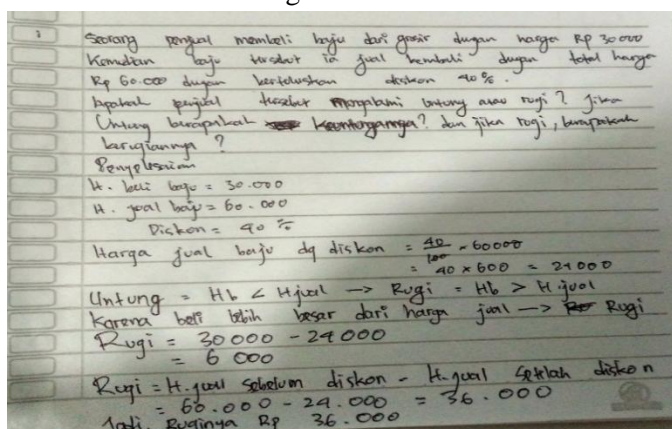 Seorang penjual membeli baju dari grosir dengan harga Rp 30000
Kemudian baju tersebut ia jual kembali dengan total harga
Rp 60.000 dengan bertuliskan diskon 40 %.
Apakah penjual tersebut mengalami untung atau rugi ? Jika
Untung berapakah keuntungannya? dan jika rugi, berapakah
kerugiannya ?
Penyelesaian
H. beli baju = 30.000
H. jual baju = 60.000
Diskon = 40 %
Harga jual baju dg diskon = 40/100 × 60000
= 40 × 600 = 24000
Untung = Hb < Hjual → Rugi = Hb > Hjual
Karena beli lebih besar dari harga jual → Rugi
Rugi = 30000 - 24000
= 6 000
Rugi = H.jual sebelum diskon - H.jual setelah diskon
= 60.000 - 24.000 = 36.000
Jadi, Ruginya Rp 36.000